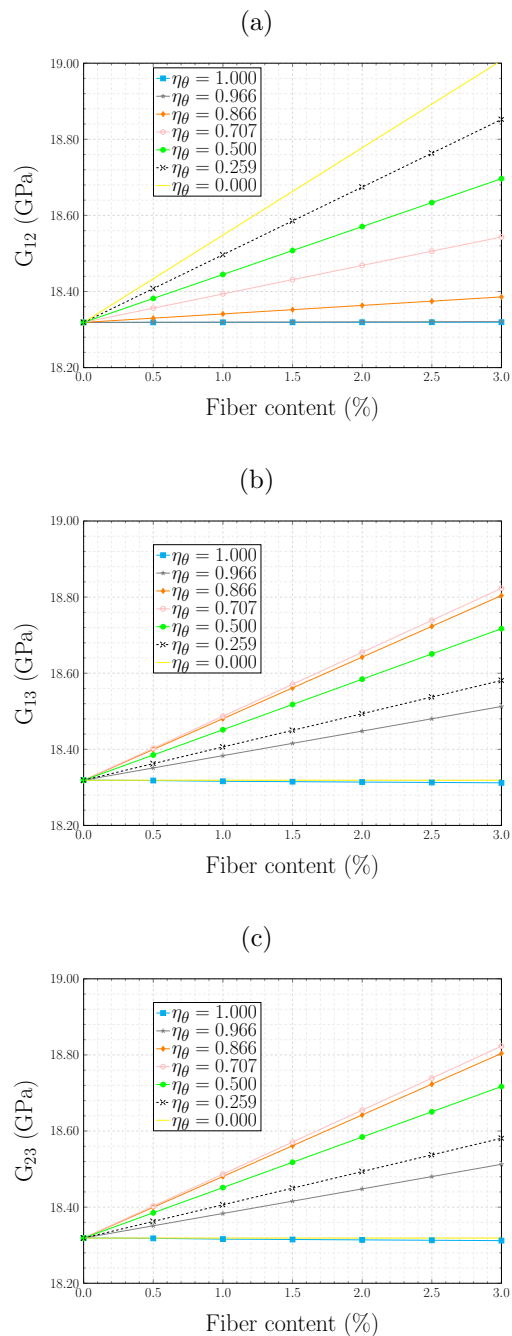 (a)
19.00
18.80
18.60
18.40
18.20
G12 (GPa)
ηθ = 1.000
ηθ = 0.966
ηθ = 0.866
ηθ = 0.707
ηθ = 0.500
ηθ = 0.259
ηθ = 0.000
0.0 0.5 1.0 1.5 2.0 2.5 3.0
Fiber content (%)
(b)
19.00
18.80
18.60
18.40
18.20
G13 (GPa)
ηθ = 1.000
ηθ = 0.966
ηθ = 0.866
ηθ = 0.707
ηθ = 0.500
ηθ = 0.259
ηθ = 0.000
0.0 0.5 1.0 1.5 2.0 2.5 3.0
Fiber content (%)
(c)
19.00
18.80
18.60
18.40
18.20
G23 (GPa)
ηθ = 1.000
ηθ = 0.966
ηθ = 0.866
ηθ = 0.707
ηθ = 0.500
ηθ = 0.259
ηθ = 0.000
0.0 0.5 1.0 1.5 2.0 2.5 3.0
Fiber content (%)